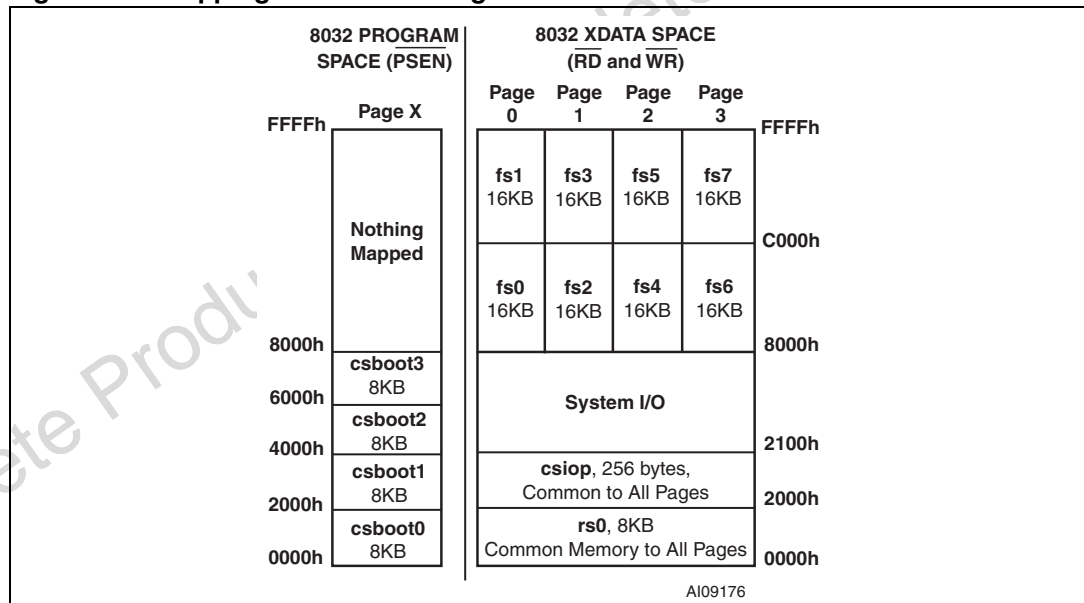 8032 PROGRAM
SPACE (PSEN)
8032 XDATA SPACE
(RD and WR)
Page X
Page 0
Page 1
Page 2
Page 3
FFFFh
FFFFh
Nothing
Mapped
fs1
16KB
fs3
16KB
fs5
16KB
fs7
16KB
C000h
fs0
16KB
fs2
16KB
fs4
16KB
fs6
16KB
8000h
8000h
csboot3
8KB
6000h
System I/O
csboot2
8KB
4000h
2100h
csboot1
8KB
2000h
csiop, 256 bytes,
Common to All Pages
2000h
csboot0
8KB
0000h
rs0, 8KB
Common Memory to All Pages
0000h
AI09176